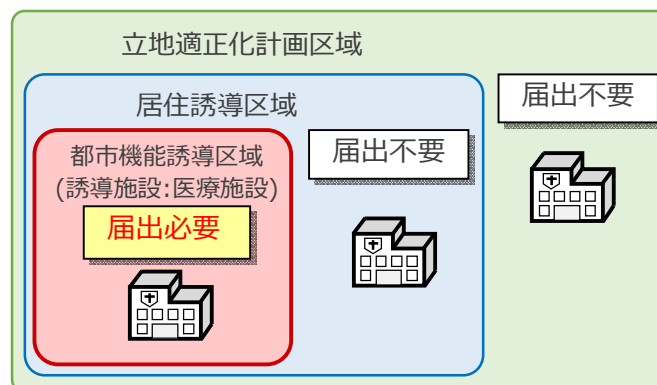 立地適正化計画区域
居住誘導区域
届出不要
都市機能誘導区域
(誘導施設:医療施設)
届出不要
届出必要